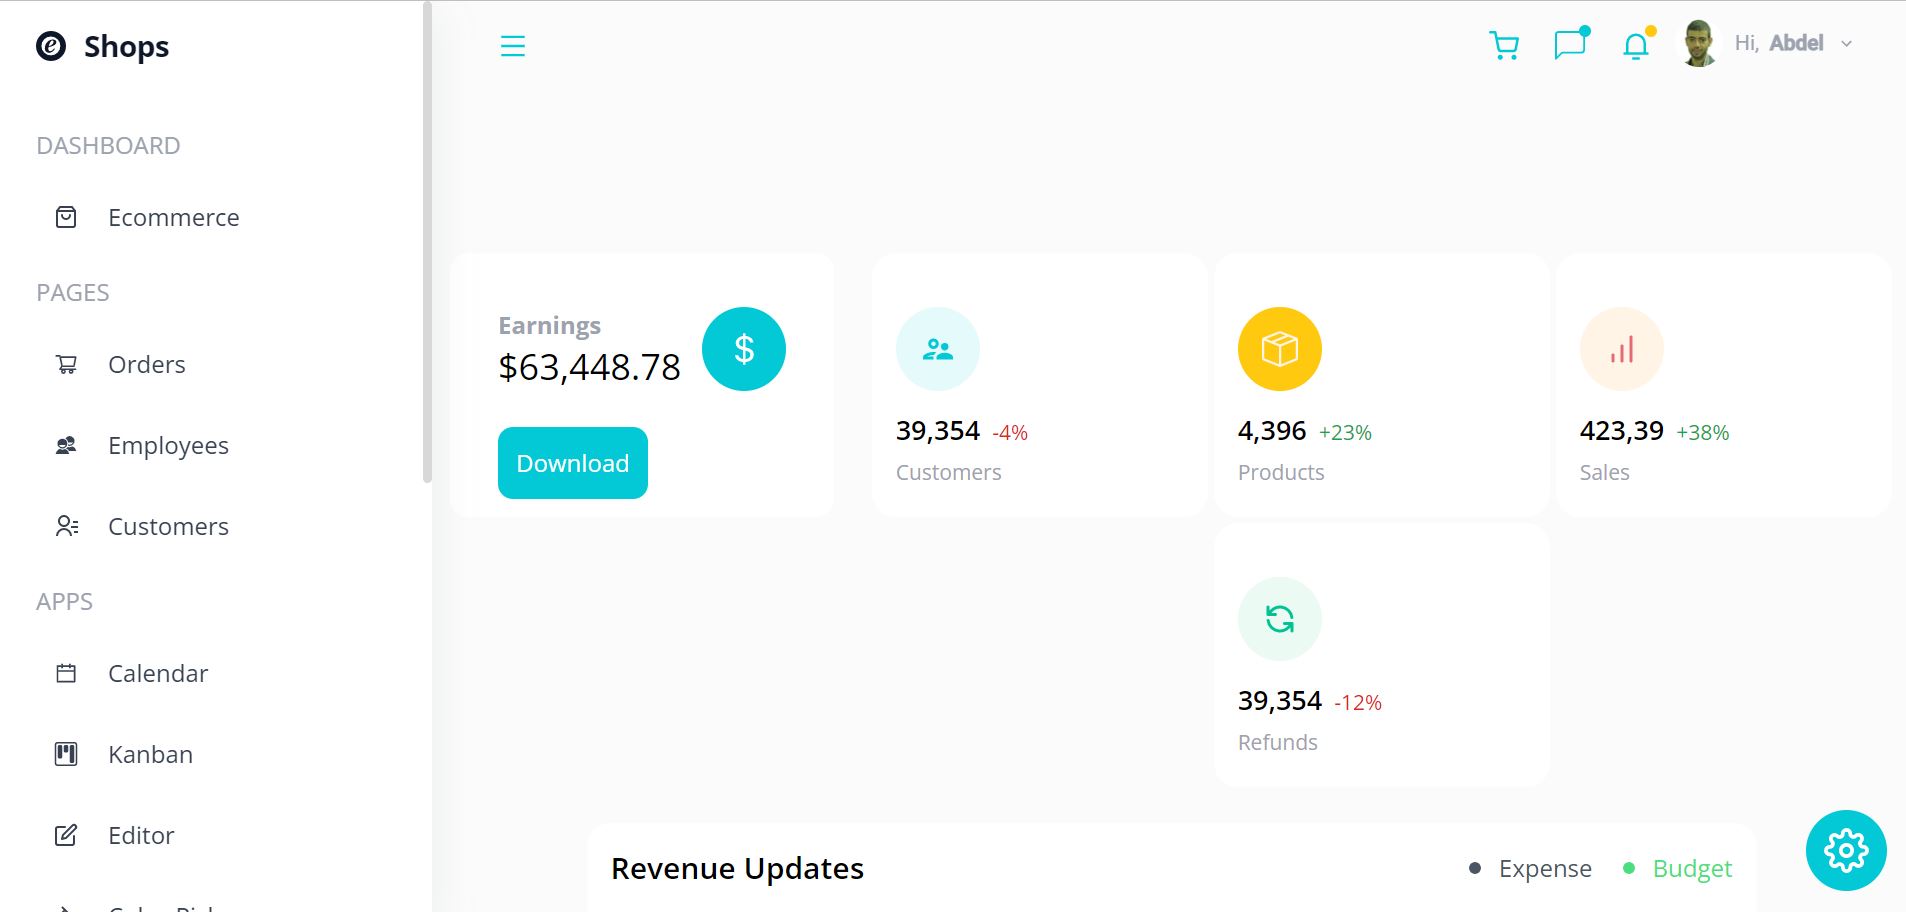 Shops
DASHBOARD
Ecommerce
PAGES
Orders
Employees
Customers
APPS
Calendar
Kanban
Editor
Hi, Abdel
Earnings
$63,448.78
$
Download
39,354 -4%
Customers
4,396 +23%
Products
423,39 +38%
Sales
39,354 -12%
Refunds
Revenue Updates
Expense
Budget